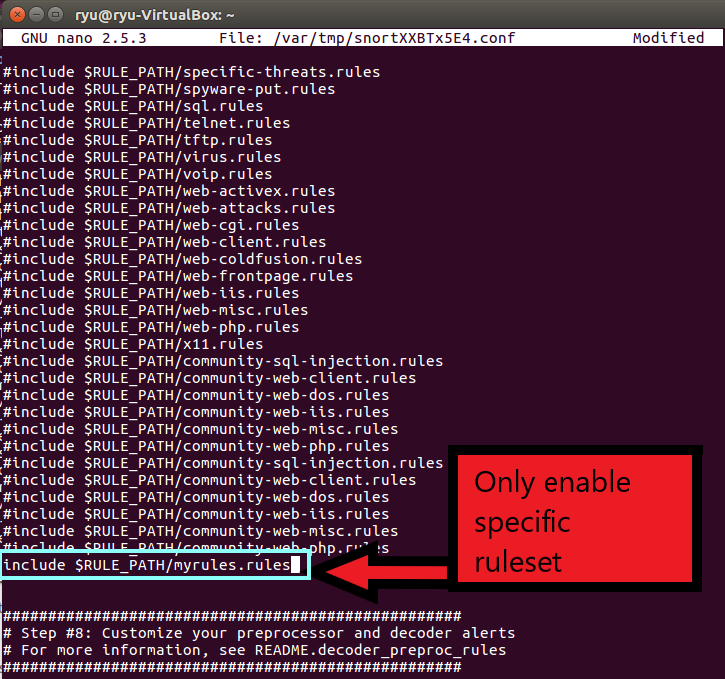 ryu@ryu-VirtualBox: ~
GNU nano 2.5.3 File: /var/tmp/snortXXBTx5E4.conf Modified
#include $RULE_PATH/specific-threats.rules
#include $RULE_PATH/spyware-put.rules
#include $RULE_PATH/sql.rules
#include $RULE_PATH/telnet.rules
#include $RULE_PATH/tftp.rules
#include $RULE_PATH/virus.rules
#include $RULE_PATH/voip.rules
#include $RULE_PATH/web-activex.rules
#include $RULE_PATH/web-attacks.rules
#include $RULE_PATH/web-cgi.rules
#include $RULE_PATH/web-client.rules
#include $RULE_PATH/web-coldfusion.rules
#include $RULE_PATH/web-frontpage.rules
#include $RULE_PATH/web-iis.rules
#include $RULE_PATH/web-misc.rules
#include $RULE_PATH/web-php.rules
#include $RULE_PATH/x11.rules
#include $RULE_PATH/community-sql-injection.rules
#include $RULE_PATH/community-web-client.rules
#include $RULE_PATH/community-web-dos.rules
#include $RULE_PATH/community-web-iis.rules
#include $RULE_PATH/community-web-misc.rules
#include $RULE_PATH/community-web-php.rules
#include $RULE_PATH/community-sql-injection.rules
#include $RULE_PATH/community-web-client.rules
#include $RULE_PATH/community-web-dos.rules
#include $RULE_PATH/community-web-iis.rules
#include $RULE_PATH/community-web-misc.rules
#include $RULE_PATH/community-web-php.rules
include $RULE_PATH/myrules.rules
Only enable
specific
ruleset
###################################################
# Step #8: Customize your preprocessor and decoder alerts
# For more information, see README.decoder_preproc_rules
###################################################